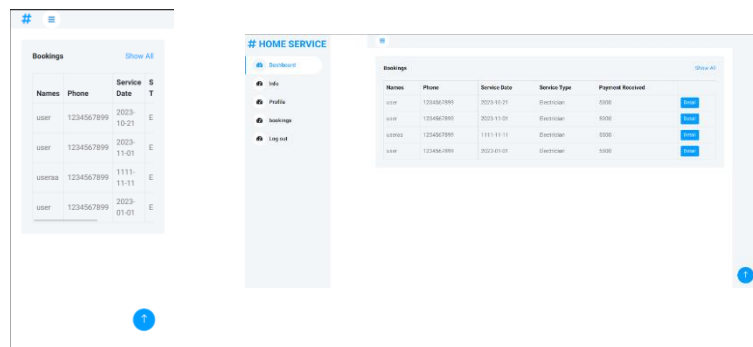 #
Bookings Show All
Names Phone Service Date S T
user 1234567899 2023-10-21 E
user 1234567899 2023-11-01 E
useraa 1234567899 1111-11-11 E
user 1234567899 2023-01-01 E
# HOME SERVICE
Dashboard
Info
Profile
bookings
Log out
Bookings Show All
Names Phone Service Date Service Type Payment Received
user 1234567899 2023-10-21 Electrician 5000 Detail
user 1234567899 2023-11-01 Electrician 5000 Detail
useraa 1234567899 1111-11-11 Electrician 5000 Detail
user 1234567899 2023-01-01 Electrician 5000 Detail